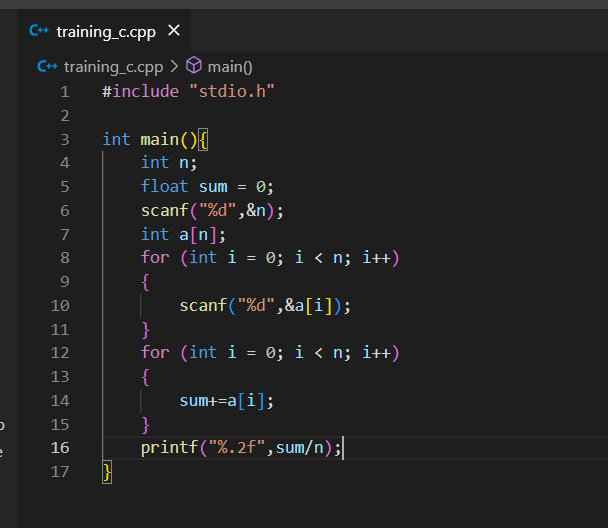 C++ training_c.cpp ×
C++ training_c.cpp > main()
1 #include "stdio.h"
2
3 int main(){
4     int n;
5     float sum = 0;
6     scanf("%d",&n);
7     int a[n];
8     for (int i = 0; i < n; i++)
9     {
10         scanf("%d",&a[i]);
11     }
12     for (int i = 0; i < n; i++)
13     {
14         sum+=a[i];
15     }
16     printf("%.2f",sum/n);
17 }